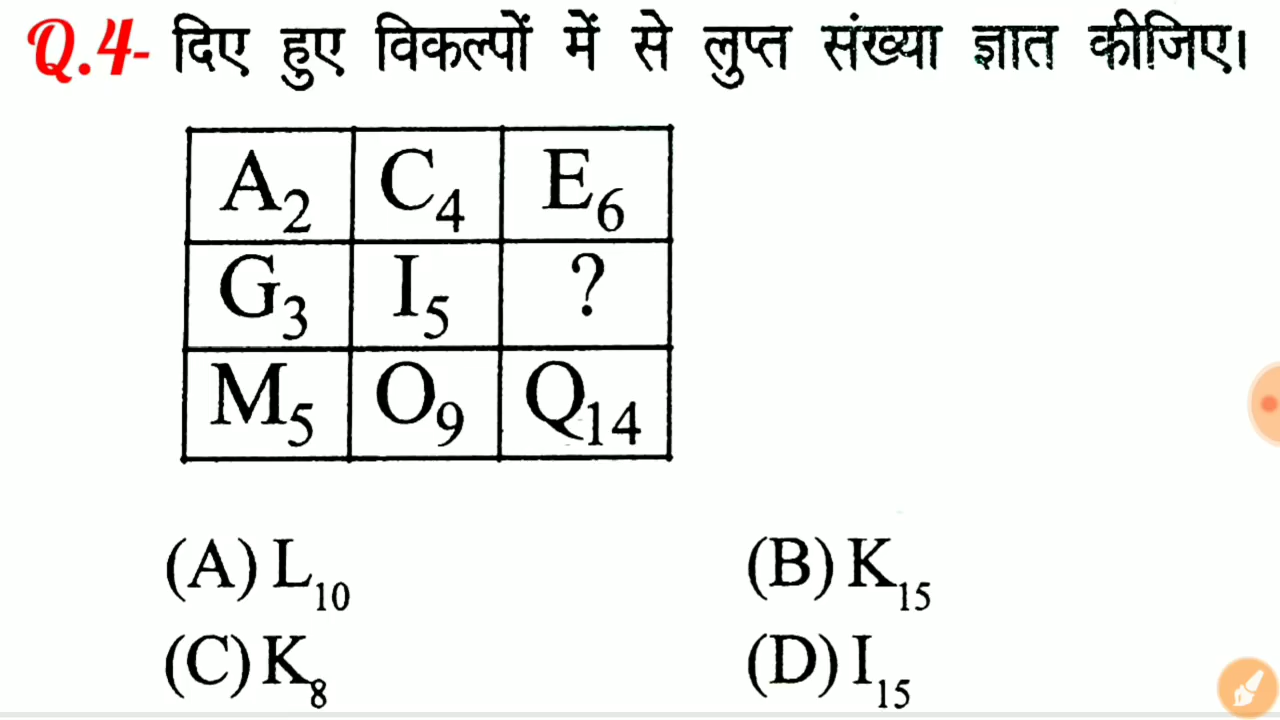 Q.4- दिए हुए विकल्पों में से लुप्त संख्या ज्ञात कीजिए।
A₂ C₄ E₆
G₃ I₅ ?
M₅ O₉ Q₁₄
(A) L₁₀ (B) K₁₅
(C) K₈ (D) I₁₅